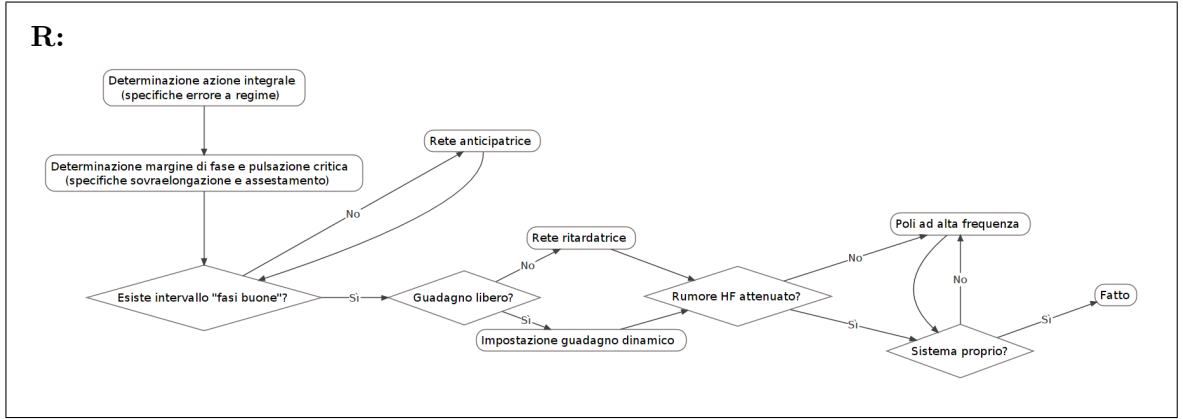 R:
Determinazione azione integrale
(specifiche errore a regime)
Rete anticipatrice
Determinazione margine di fase e pulsazione critica
(specifiche sovraelongazione e assestamento)
No
Poli ad alta frequenza
Rete ritardatrice
No
No
No
Esiste intervallo "fasi buone"?
Sì
Guadagno libero?
Rumore HF attenuato?
Fatto
Sì
Sì
Sì
Impostazione guadagno dinamico
Sistema proprio?